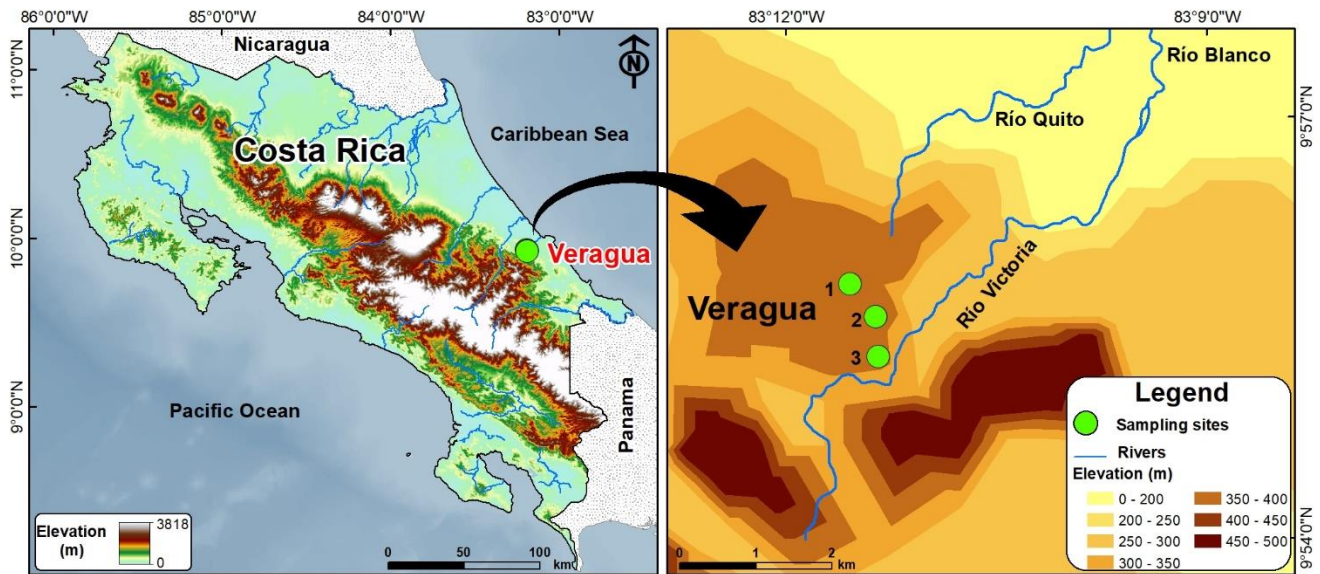 86°0'0"W
85°0'0"W
84°0'0"W
83°0'0"W
11°0'0"N
10°0'0"N
9°0'0"N
Nicaragua
N
Caribbean Sea
Costa Rica
Veragua
Pacific Ocean
Panama
Elevation
(m)
3818
0
0
50
100
km
83°12'0"W
83°9'0"W
9°57'0"N
9°54'0"N
Río Blanco
Río Quito
Río Victoria
Veragua
1
2
3
Legend
Sampling sites
Rivers
Elevation (m)
0 - 200
200 - 250
250 - 300
300 - 350
350 - 400
400 - 450
450 - 500
0
1
2
km